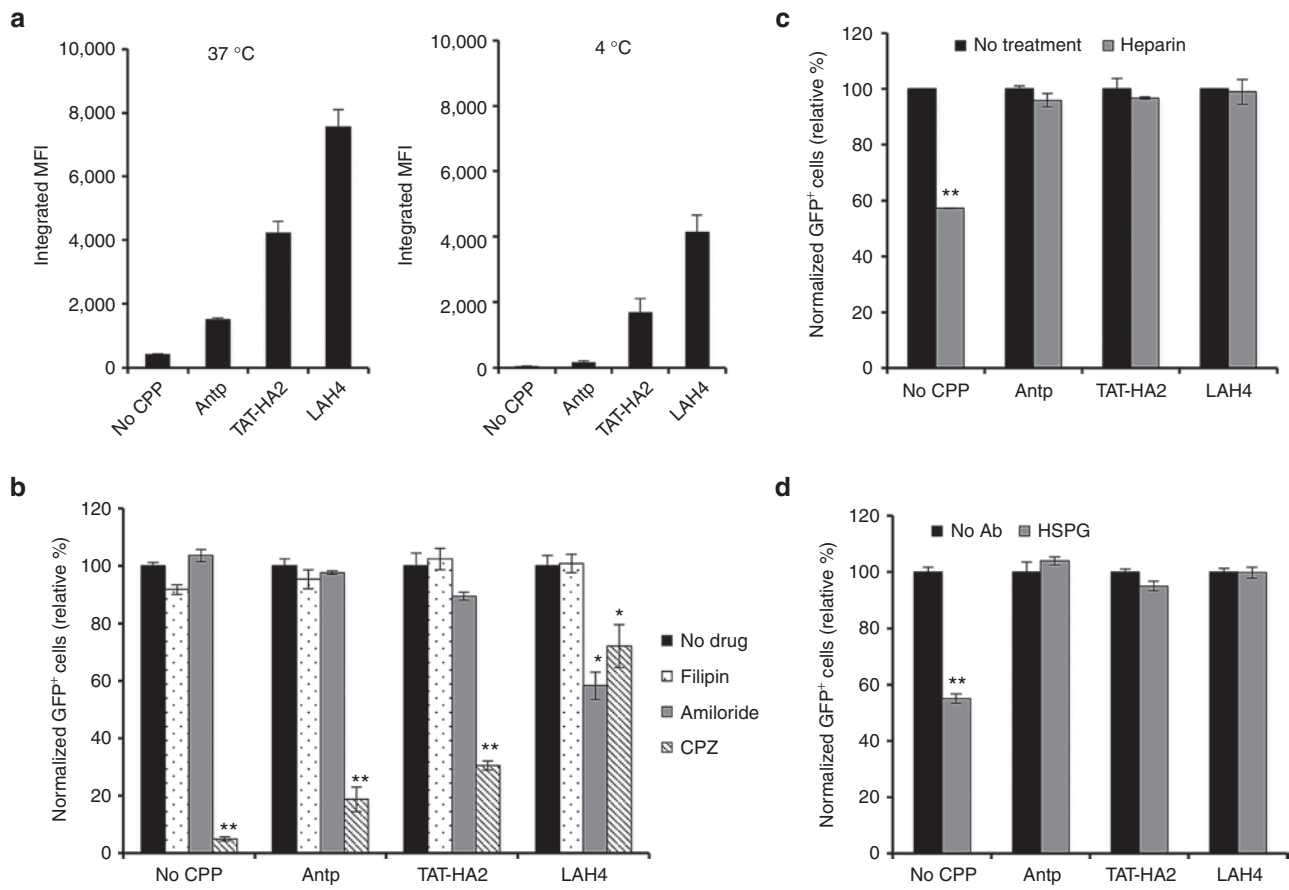 a
37 °C
Integrated MFI
10,000
8,000
6,000
4,000
2,000
0
No CPP
Antp
TAT-HA2
LAH4
4 °C
Integrated MFI
10,000
8,000
6,000
4,000
2,000
0
No CPP
Antp
TAT-HA2
LAH4
b
Normalized GFP⁺ cells (relative %)
120
100
80
60
40
20
0
**
**
**
*
*
No CPP
Antp
TAT-HA2
LAH4
No drug
Filipin
Amiloride
CPZ
c
No treatment
Heparin
Normalized GFP⁺ cells (relative %)
120
100
80
60
40
20
0
**
No CPP
Antp
TAT-HA2
LAH4
d
No Ab
HSPG
Normalized GFP⁺ cells (relative %)
120
100
80
60
40
20
0
**
No CPP
Antp
TAT-HA2
LAH4